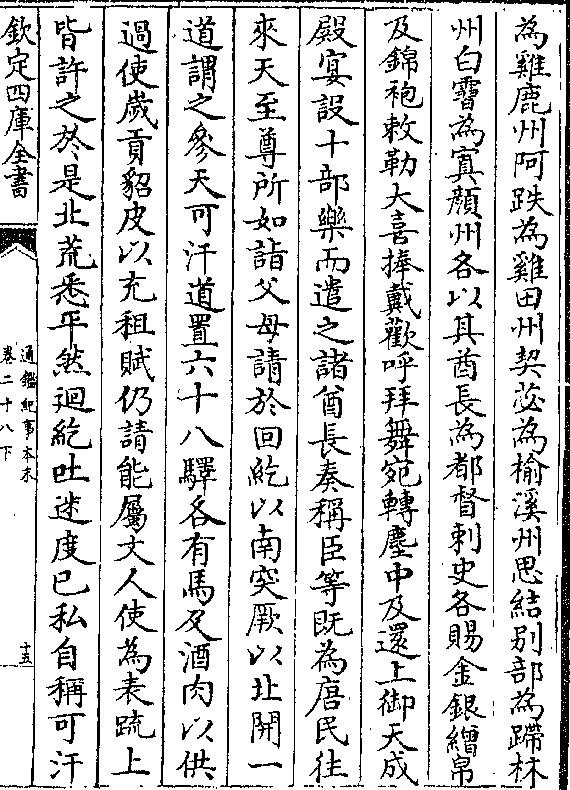 為雞鹿州阿跌為雞田州契苾為榆溪州思結别部為蹛林
州白霫為寘顔州各以其酋長為都督刺史各賜金銀繒帛
及錦袍敕勒大喜捧戴歡呼拜舞宛轉塵中及還上御天成
殿宴設十部樂而遣之諸酋長奏稱臣等既為唐民往
來天至尊所如詣父母請於回紇以南突厥以北開一
道謂之參天可汗道置六十八驛各有馬及酒肉以供
過使歲貢貂皮以充租賦仍請能屬文人使為表疏上
皆許之於是北荒悉平然迴紇吐迷度已私自稱可汗
欽定四庫全書
通鑑紀事本末
卷二十八下
十五